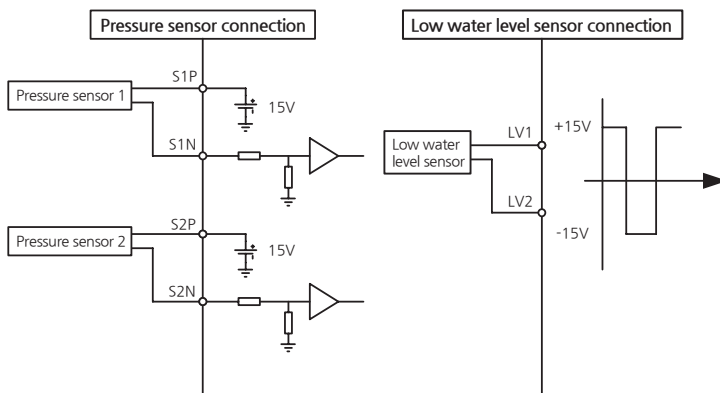 Pressure sensor connection
S1P
Pressure sensor 1
15V
S1N
S2P
Pressure sensor 2
15V
S2N
Low water level sensor connection
+15V
LV1
Low water
level sensor
LV2
-15V